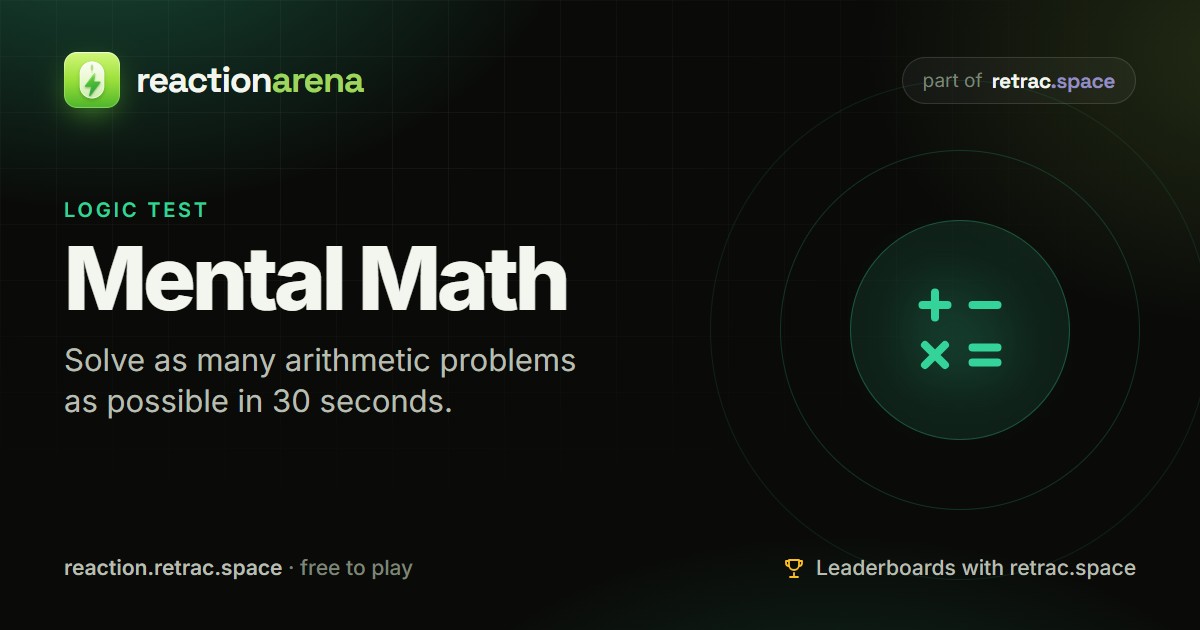 reactionarena
part of retrac.space
LOGIC TEST
Mental Math
Solve as many arithmetic problems
as possible in 30 seconds.
reaction.retrac.space · free to play
Leaderboards with retrac.space